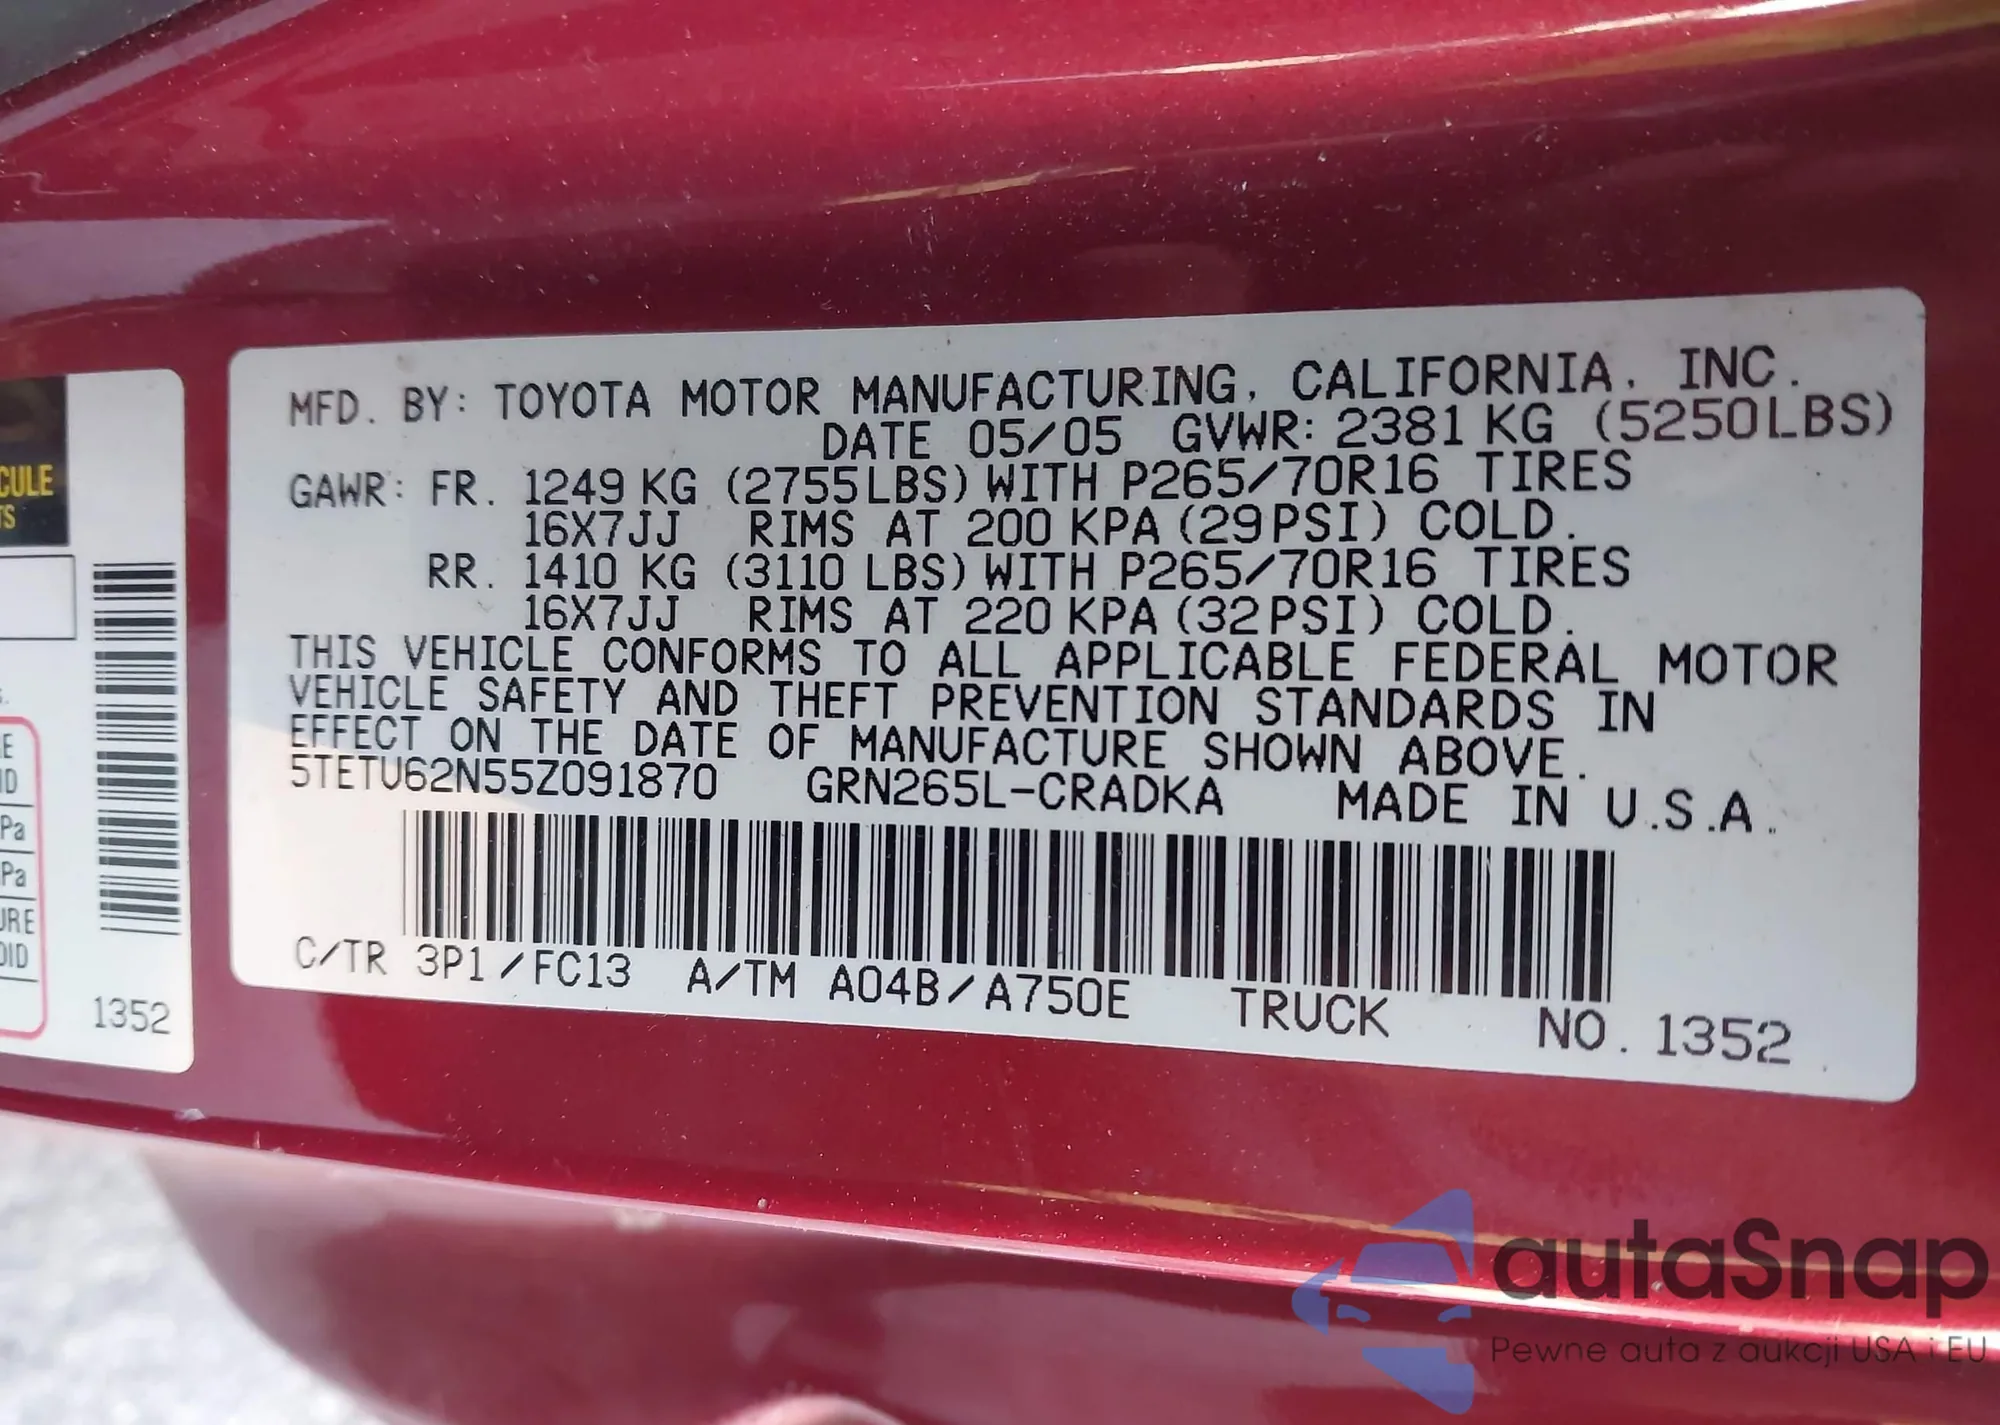 MFD. BY: TOYOTA MOTOR MANUFACTURING, CALIFORNIA, INC.
DATE 05/05 GVWR: 2381 KG (5250LBS)
GAWR: FR. 1249 KG (2755LBS) WITH P265/70R16 TIRES
16X7JJ RIMS AT 200 KPA (29PSI) COLD.
RR. 1410 KG (3110 LBS) WITH P265/70R16 TIRES
16X7JJ RIMS AT 220 KPA (32PSI) COLD.
THIS VEHICLE CONFORMS TO ALL APPLICABLE FEDERAL MOTOR
VEHICLE SAFETY AND THEFT PREVENTION STANDARDS IN
EFFECT ON THE DATE OF MANUFACTURE SHOWN ABOVE.
5TETU62N55Z091870 GRN265L-CRADKA MADE IN U.S.A.
C/TR 3P1/FC13 A/TM A04B/A750E TRUCK NO. 1352
1352
autaSnap
Pewne auta z aukcji USA i EU